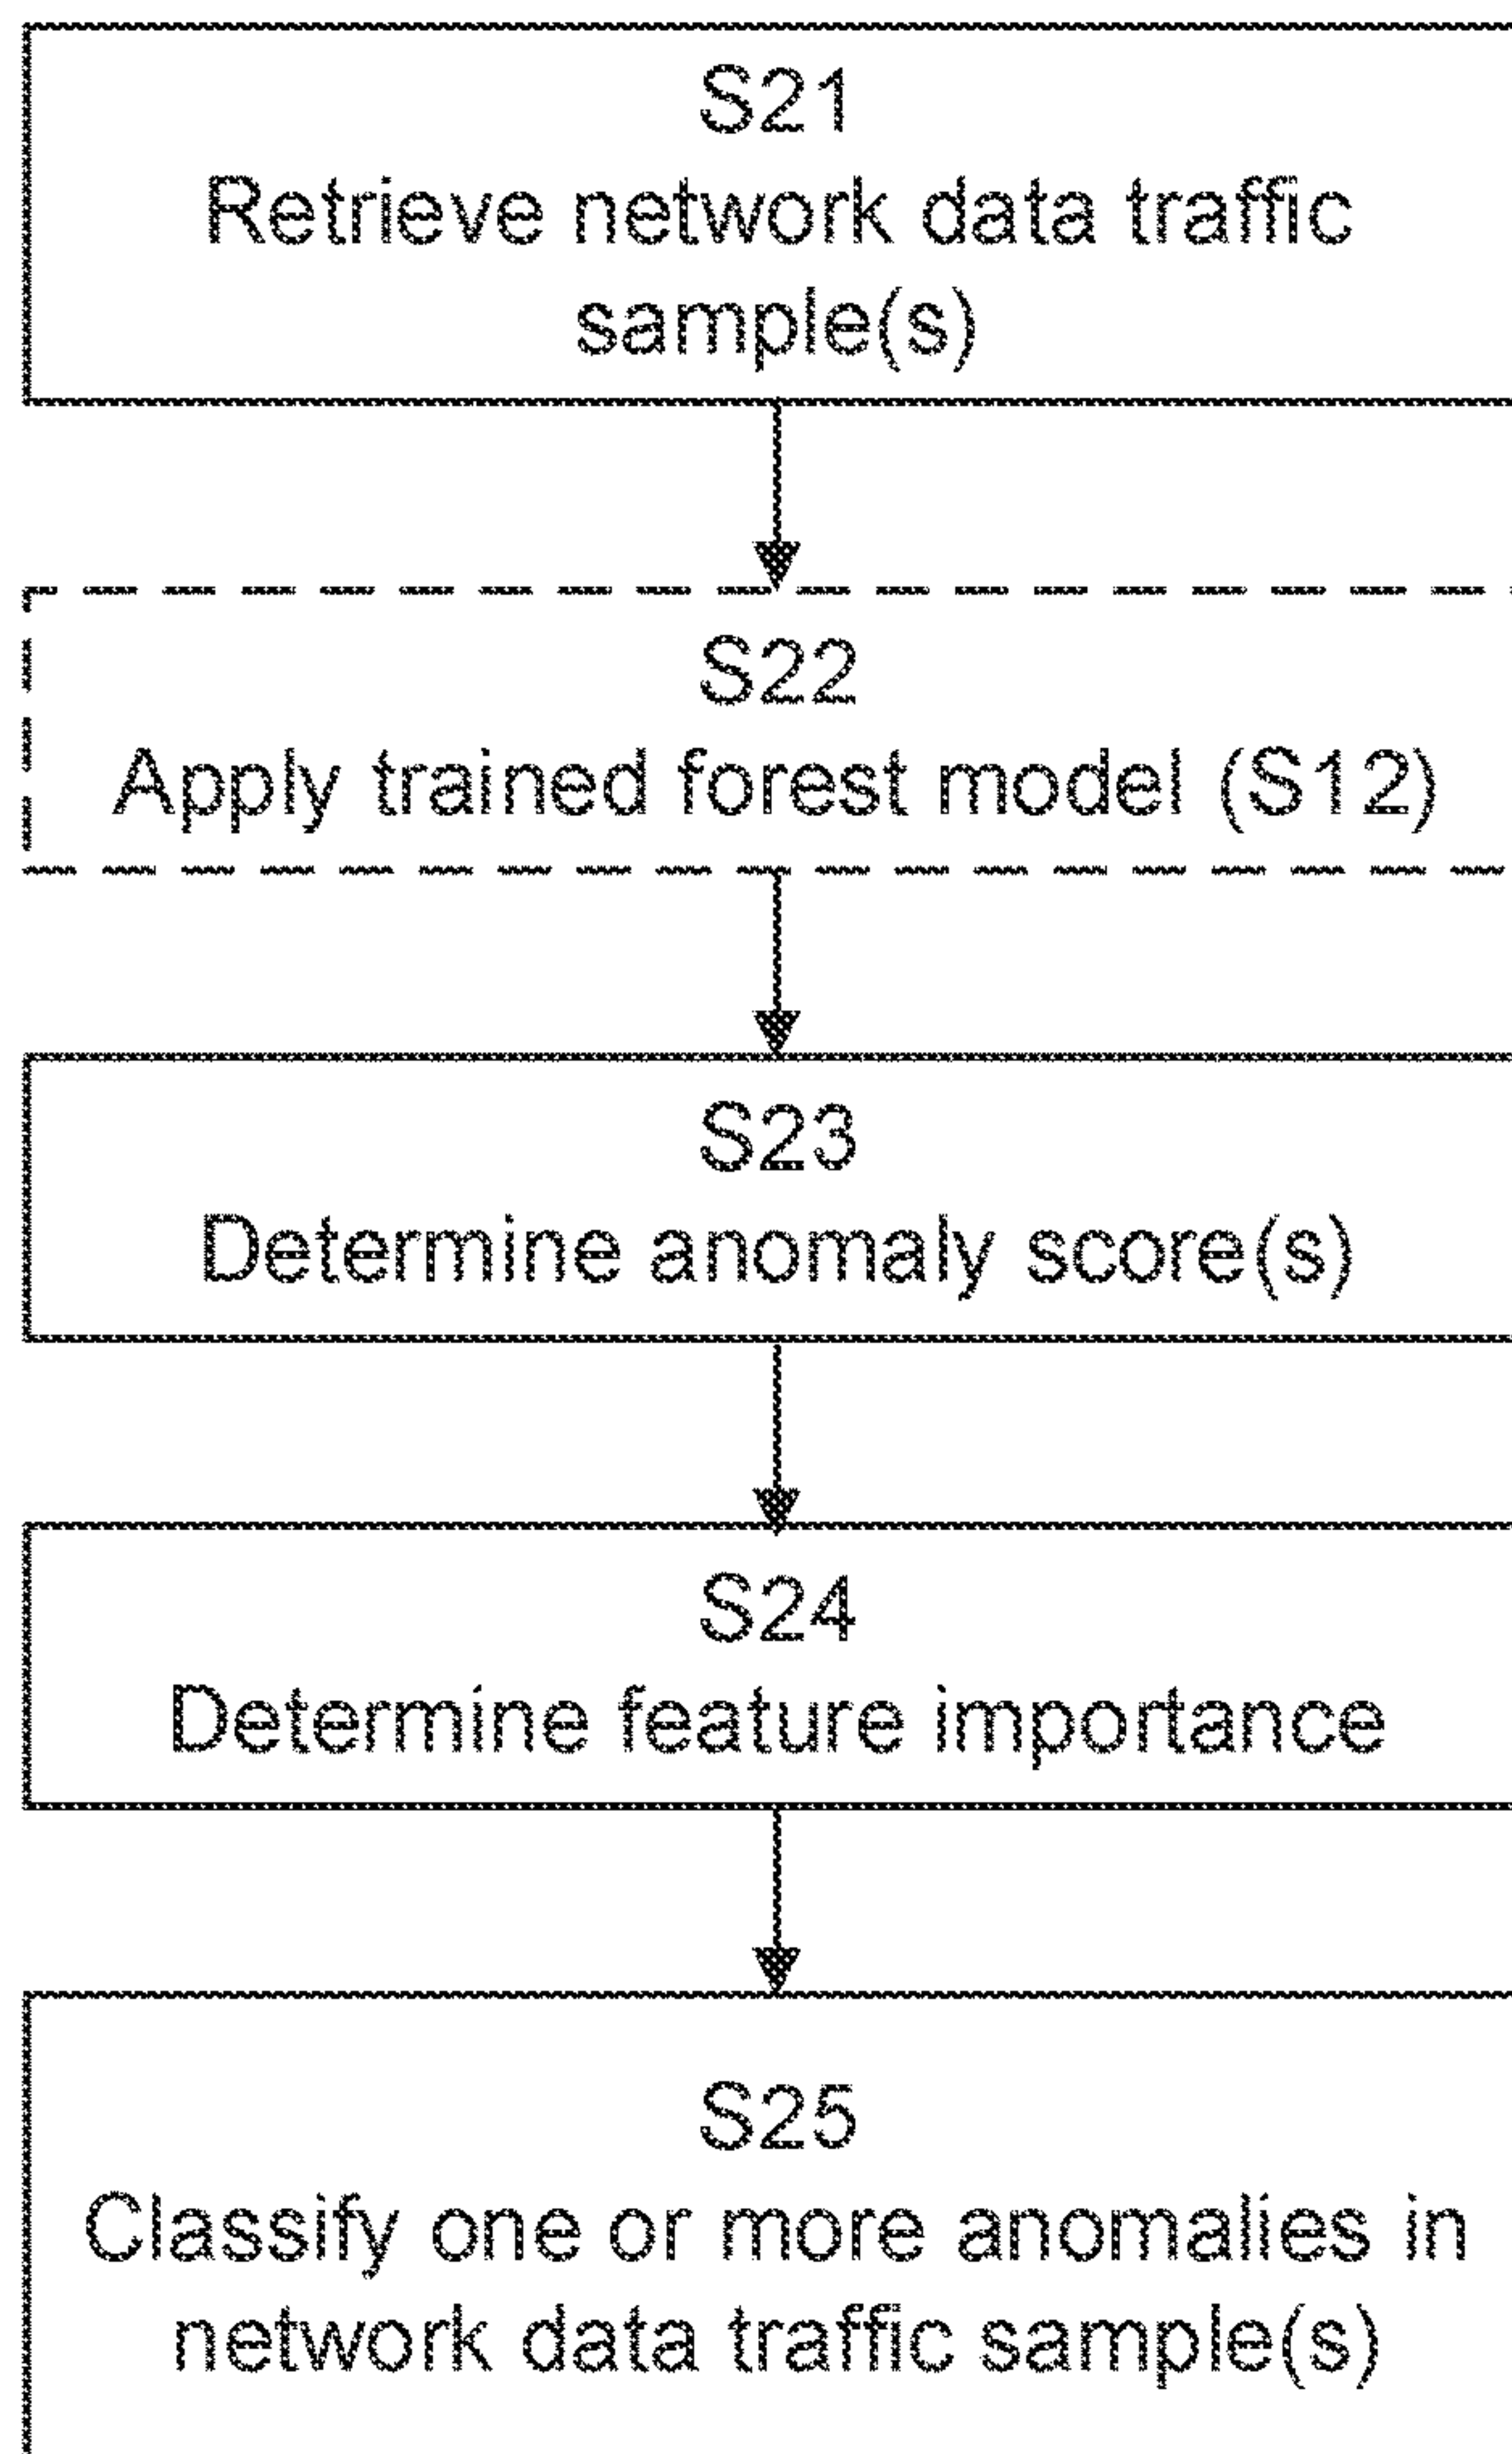 S21
Retrieve network data traffic
sample(s)
S22
Apply trained forest model (S12)
S23
Determine anomaly score(s)
S24
Determine feature importance
S25
Classify one or more anomalies in
network data traffic sample(s)